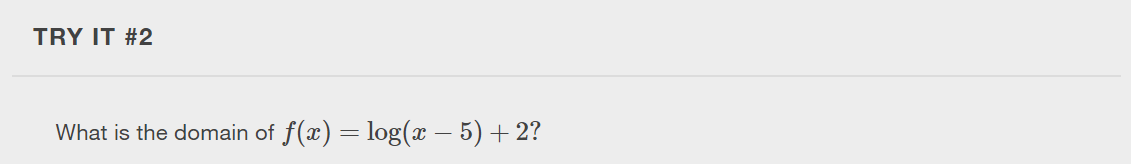 TRY IT #2
What is the domain of f(x) = log(x − 5) + 2?